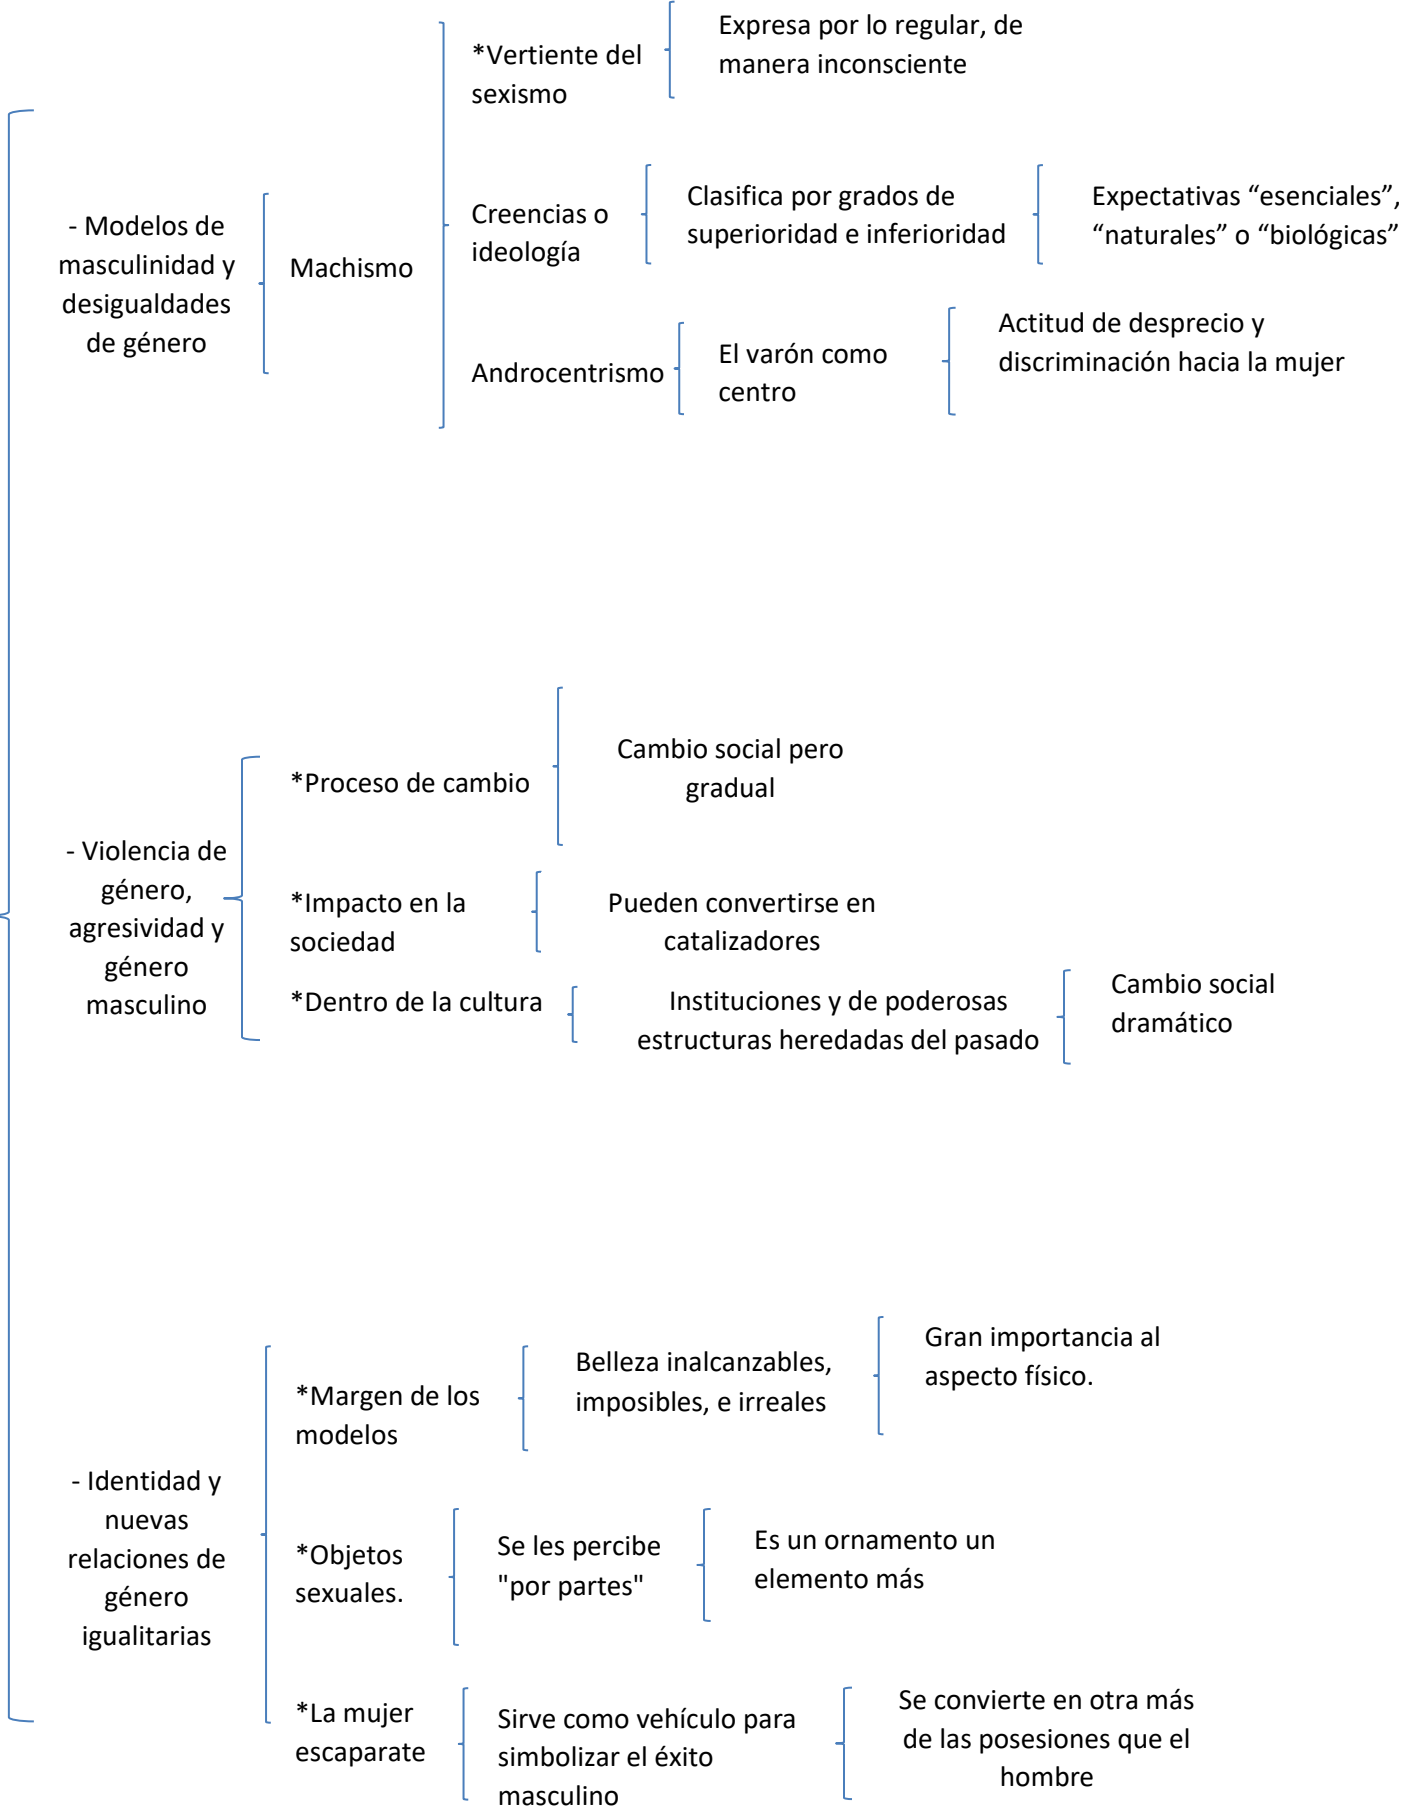 *Vertiente del
sexismo
Expresa por lo regular, de
manera inconsciente
- Modelos de
masculinidad y
desigualdades
de género
Machismo
Creencias o
ideología
Clasifica por grados de
superioridad e inferioridad
Expectativas “esenciales”,
“naturales” o “biológicas”
Androcentrismo
El varón como
centro
Actitud de desprecio y
discriminación hacia la mujer
- Violencia de
género,
agresividad y
género
masculino
*Proceso de cambio
Cambio social pero
gradual
*Impacto en la
sociedad
Pueden convertirse en
catalizadores
*Dentro de la cultura
Instituciones y de poderosas
estructuras heredadas del pasado
Cambio social
dramático
- Identidad y
nuevas
relaciones de
género
igualitarias
*Margen de los
modelos
Belleza inalcanzables,
imposibles, e irreales
Gran importancia al
aspecto físico.
*Objetos
sexuales.
Se les percibe
"por partes"
Es un ornamento un
elemento más
*La mujer
escaparate
Sirve como vehículo para
simbolizar el éxito
masculino
Se convierte en otra más
de las posesiones que el
hombre